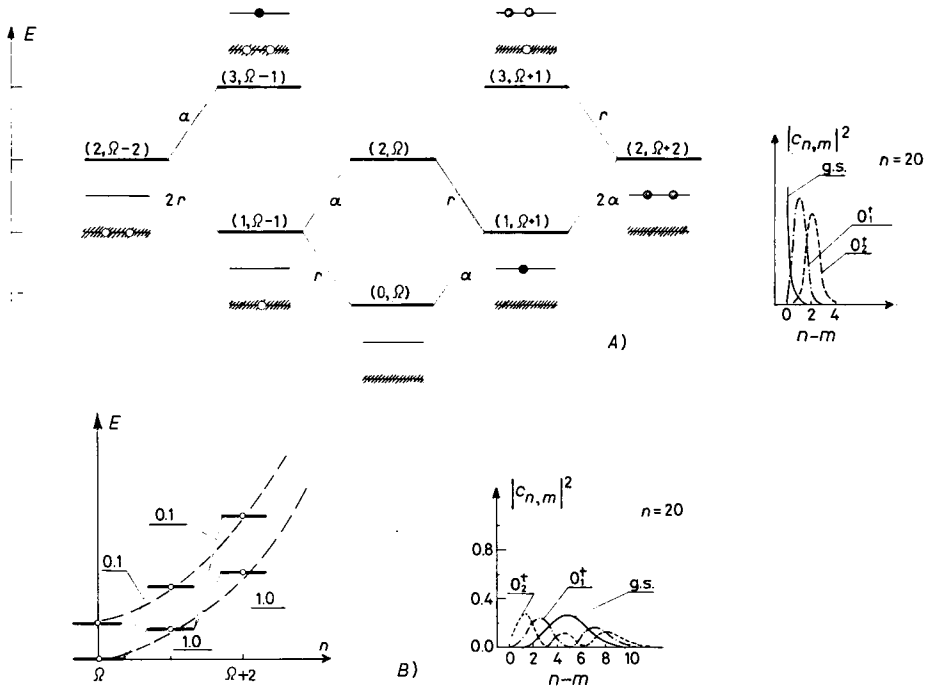 E
(3, Ω−1)
(3, Ω+1)
α
r
(2, Ω−2)
(2, Ω)
(2, Ω+2)
2r
α
r
2α
(1, Ω−1)
(1, Ω+1)
r
α
(0, Ω)
A)
|c_{n,m}|²
n=20
g.s.
0₁⁺
0₂⁺
0 2 4
n−m
E
0.1
0.1
1.0
1.0
n
Ω Ω+2
B)
|c_{n,m}|²
n=20
0.8
0₂⁺ 0₁⁺ g.s.
0.4
0.0
0 2 4 6 8 10
n−m